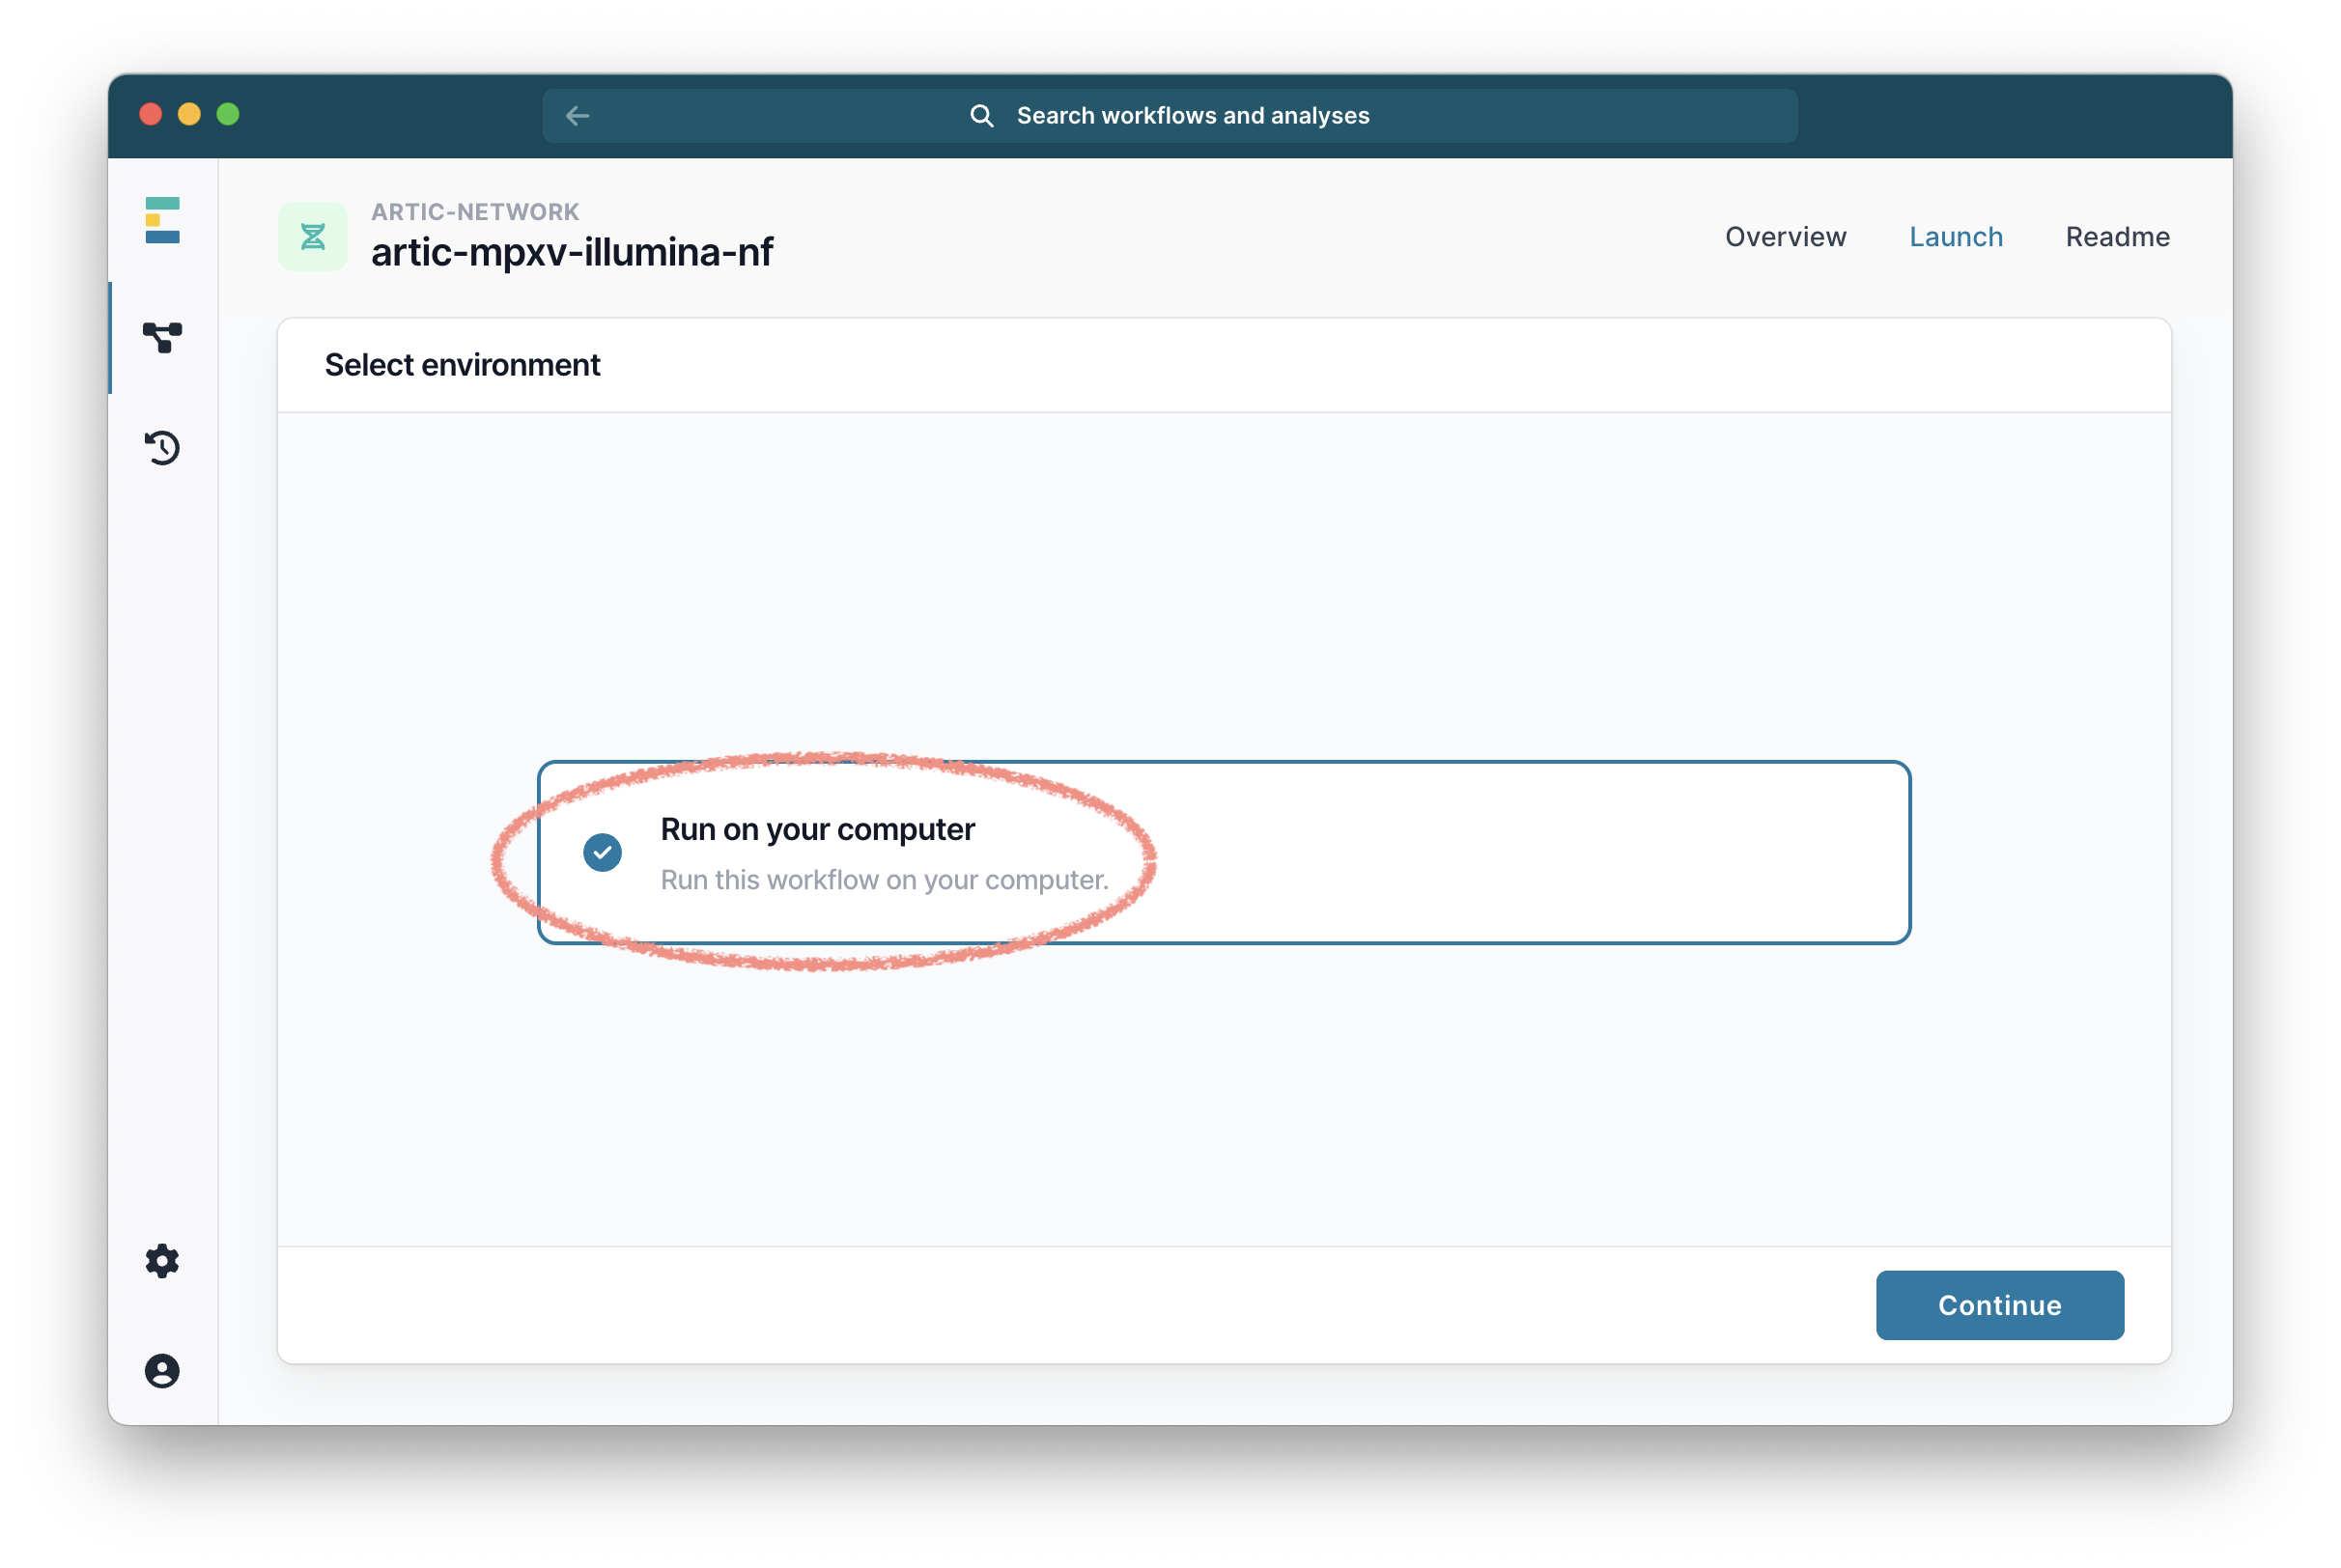 Search workflows and analyses
ARTIC-NETWORK
artic-mpxv-illumina-nf
Overview Launch Readme
Select environment
Run on your computer
Run this workflow on your computer.
Continue